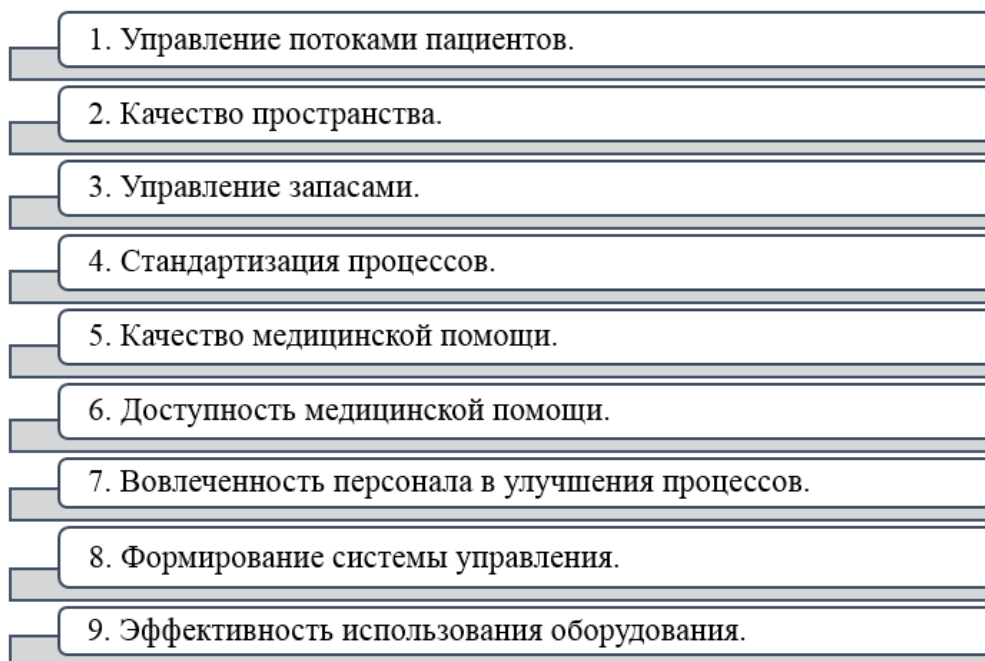 1. Управление потоками пациентов.
2. Качество пространства.
3. Управление запасами.
4. Стандартизация процессов.
5. Качество медицинской помощи.
6. Доступность медицинской помощи.
7. Вовлеченность персонала в улучшения процессов.
8. Формирование системы управления.
9. Эффективность использования оборудования.